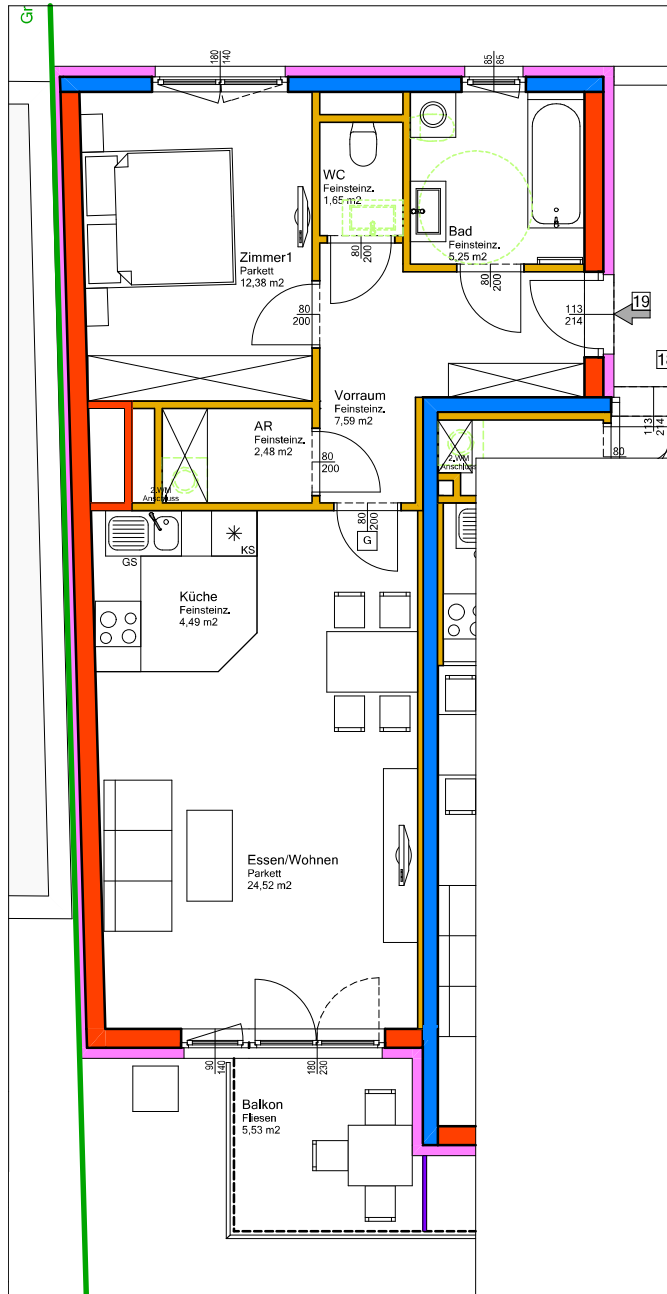 Gr
180
140
85
85
WC
Feinsteinz.
1,65 m2
Bad
Feinsteinz.
5,25 m2
Zimmer1
Parkett
12,38 m2
80
200
80
200
80
200
113
214
19
Vorraum
Feinsteinz.
7,59 m2
AR
Feinsteinz.
2,48 m2
80
200
2.WM
Anschluss
2.WM
Anschluss
113
214
80
80
200
G
GS
KS
Küche
Feinsteinz.
4,49 m2
Essen/Wohnen
Parkett
24,52 m2
90
140
180
230
Balkon
Fliesen
5,53 m2